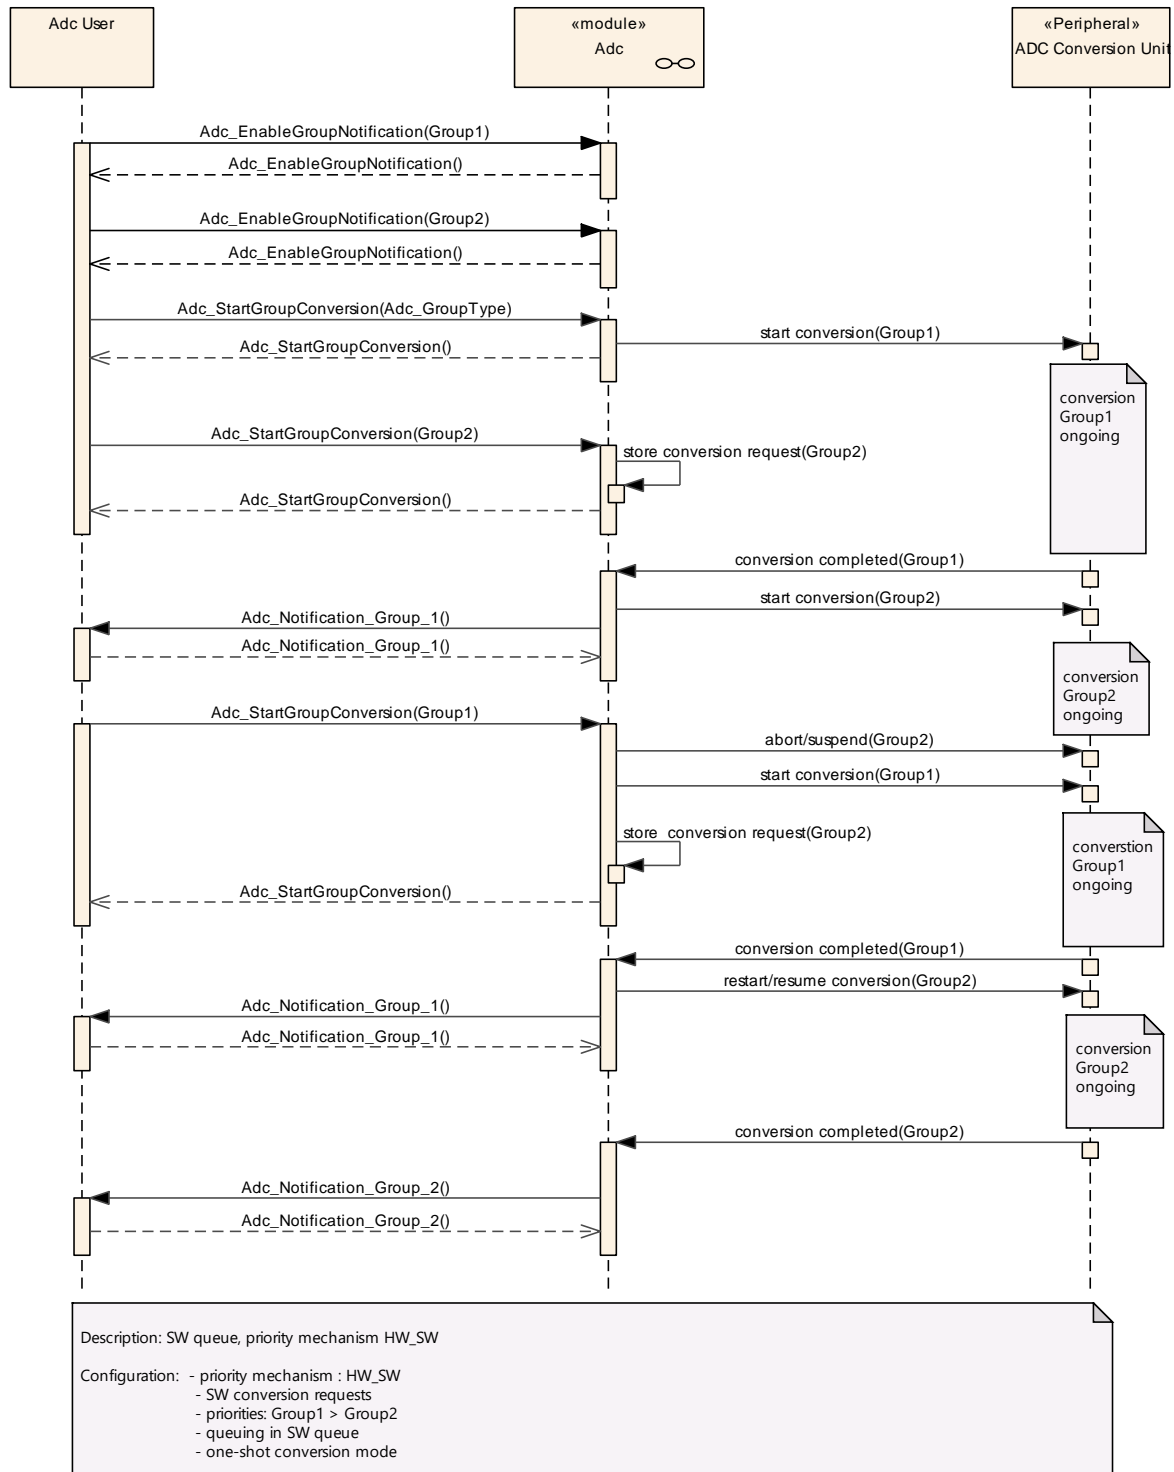 Adc User
«module»
Adc
«Peripheral»
ADC Conversion Unit
Adc_EnableGroupNotification(Group1)
Adc_EnableGroupNotification()
Adc_EnableGroupNotification(Group2)
Adc_EnableGroupNotification()
Adc_StartGroupConversion(Adc_GroupType)
start conversion(Group1)
Adc_StartGroupConversion()
conversion
Group1
ongoing
Adc_StartGroupConversion(Group2)
store conversion request(Group2)
Adc_StartGroupConversion()
conversion completed(Group1)
start conversion(Group2)
Adc_Notification_Group_1()
Adc_Notification_Group_1()
conversion
Group2
ongoing
Adc_StartGroupConversion(Group1)
abort/suspend(Group2)
start conversion(Group1)
store  conversion request(Group2)
converstion
Group1
ongoing
Adc_StartGroupConversion()
conversion completed(Group1)
restart/resume conversion(Group2)
Adc_Notification_Group_1()
Adc_Notification_Group_1()
conversion
Group2
ongoing
conversion completed(Group2)
Adc_Notification_Group_2()
Adc_Notification_Group_2()
Description: SW queue, priority mechanism HW_SW
Configuration:  - priority mechanism : HW_SW
- SW conversion requests
- priorities: Group1 > Group2
- queuing in SW queue
- one-shot conversion mode